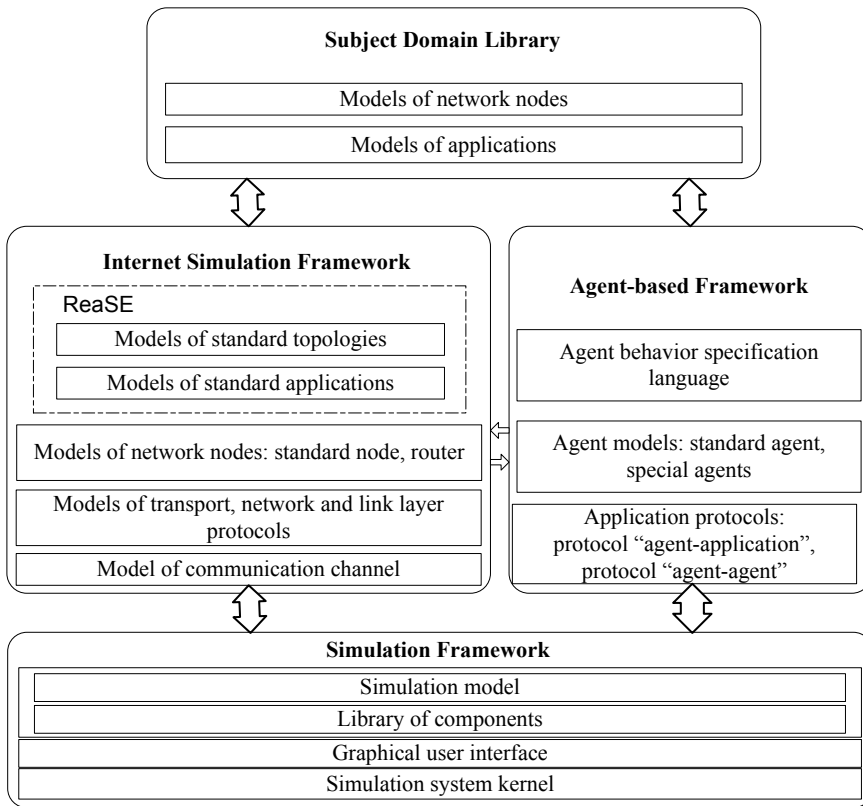 Subject Domain Library
Models of network nodes
Models of applications
Internet Simulation Framework
ReaSE
Models of standard topologies
Models of standard applications
Models of network nodes: standard node, router
Models of transport, network and link layer
protocols
Model of communication channel
Agent-based Framework
Agent behavior specification
language
Agent models: standard agent,
special agents
Application protocols:
protocol “agent-application”,
protocol “agent-agent”
Simulation Framework
Simulation model
Library of components
Graphical user interface
Simulation system kernel